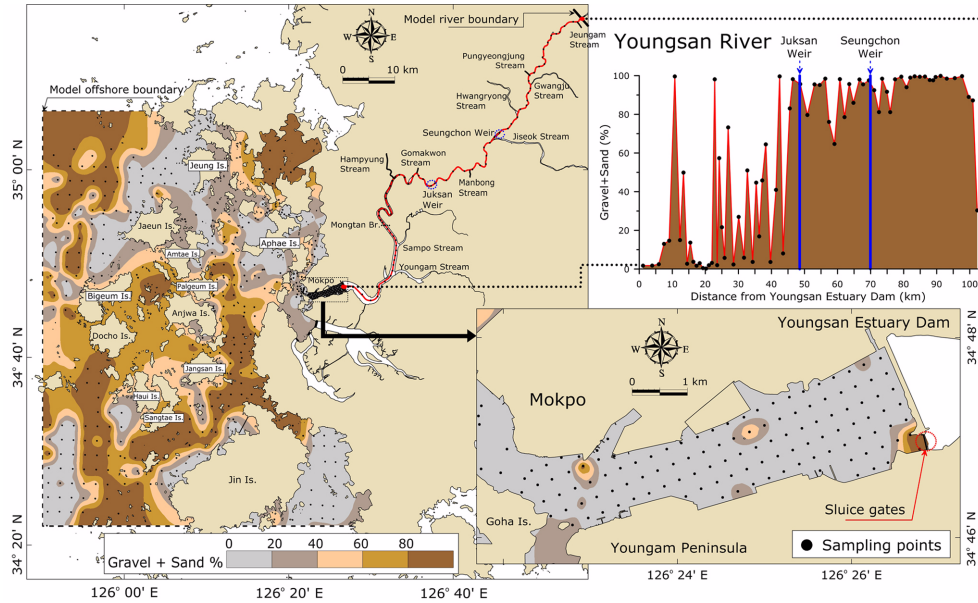 Model river boundary
N
W
E
S
0
10 km
Jeungam
Stream
Pungyeongjung
Stream
Gwangju
Stream
Hwangryong
Stream
Seungchon Weir
Jiseok Stream
Hampyung
Stream
Gomakwon
Stream
Manbong
Stream
Juksan
Weir
Mongtan Br.
Sampo Stream
Youngam Stream
Mokpo
Model offshore boundary
Jeung Is.
Jaeun Is.
Aphae Is.
Amtae Is.
Palgeum Is.
Bigeum Is.
Anjwa Is.
Docho Is.
Jangsan Is.
Haui Is.
Sangtae Is.
Jin Is.
35° 00' N
34° 40' N
34° 20' N
126° 00' E
126° 20' E
126° 40' E
Gravel + Sand %
0 20 40 60 80
Youngsan River
Juksan
Weir
Seungchon
Weir
Gravel+Sand (%)
100
80
60
40
20
0
0 10 20 30 40 50 60 70 80 90 100
Distance from Youngsan Estuary Dam (km)
Youngsan Estuary Dam
N
W
E
S
0
1 km
Mokpo
Goha Is.
Youngam Peninsula
Sluice gates
Sampling points
34° 48' N
34° 46' N
126° 24' E
126° 26' E